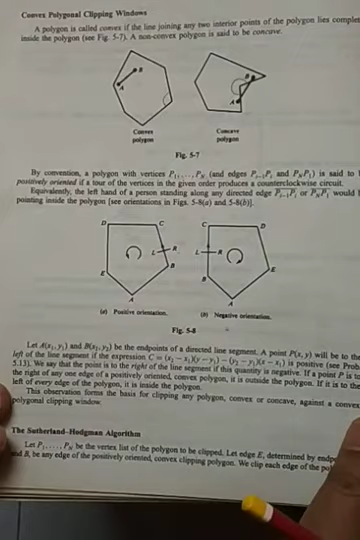 Convex Polygonal Clipping Windows
A polygon is called convex if the line joining any two interior points of the polygon lies
inside the polygon (see Fig. 5-7). A non-convex polygon is said to be concave.
A
B
B
A
Convex
polygon
Concave
polygon
Fig. 5-7
By convention, a polygon with vertices P1, . . . , PN (and edges Pi−1Pi and PNP1) is said to
positively oriented if a tour of the vertices in the given order produces a counterclockwise circuit.
Equivalently, the left hand of a person standing along any directed edge Pi−1Pi or PNP1 would
pointing inside the polygon [see orientations in Figs. 5-8(a) and 5-8(b)].
D
C
L
R
B
E
A
C
D
L
R
B
E
A
(a) Positive orientation.
(b) Negative orientation.
Fig. 5-8
Let A(x1, y1) and B(x2, y2) be the endpoints of a directed line segment. A point P(x, y) will be to the
left of the line segment if the expression C = (x2 − x1)(y − y1) − (y2 − y1)(x − x1) is positive (see Prob.
5.13). We say that the point is to the right of the line segment if this quantity is negative. If a point P is to
the right of any one edge of a positively oriented, convex polygon, it is outside the polygon. If it is to the
left of every edge of the polygon, it is inside the polygon.
This observation forms the basis for clipping any polygon, convex or concave, against a convex
polygonal clipping window.
The Sutherland–Hodgman Algorithm
Let P1, . . . , PN be the vertex list of the polygon to be clipped. Let edge E, determined by
and B, be any edge of the positively oriented, convex clipping polygon. We clip each edge of the